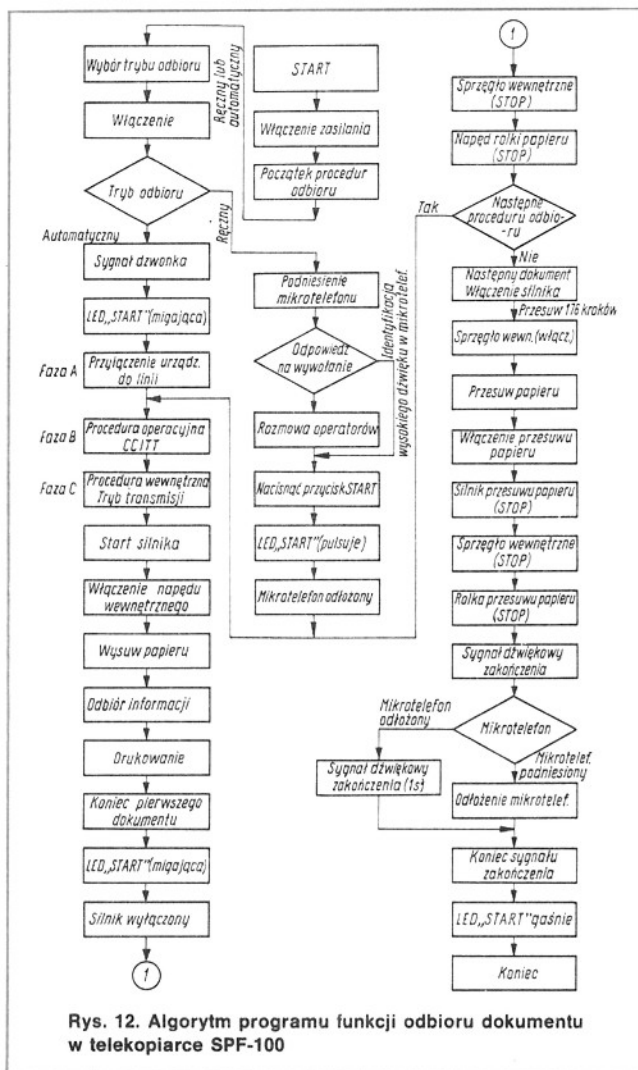 START
Włączenie zasilania
Początek procedur
odbioru
Ręczny lub
automatyczny
Wybór trybu odbioru
Włączenie
Tryb odbioru
Automatyczny
Ręczny
Sygnał dzwonka
LED„START”(migająca)
Faza A
Przyłączenie urządz.
do linii
Faza B
Procedura operacyjna
CCITT
Faza C
Procedura wewnętrzna
Tryb transmisji
Start silnika
Włączenie napędu
wewnętrznego
Wysuw papieru
Odbiór informacji
Drukowanie
Koniec pierwszego
dokumentu
LED„START”(migająca)
Silnik wyłączony
1
Podniesienie
mikrotelefonu
Odpowiedź
na wywołanie
Identyfikacja
wysokiego dźwięku w mikrotelef.
Rozmowa operatorów
Nacisnąć przycisk START
LED„START”(pulsuje)
Mikrotelefon odłożony
1
Sprzęgło wewnętrzne
(STOP)
Napęd rolki papieru
(STOP)
Tak
Następne
proceduru odbio-
-ru
Nie
Następny dokument
Włączenie silnika
Przesuw 176 kroków
Sprzęgło wewn.(włącz.)
Przesuw papieru
Włączenie przesuwu
papieru
Silnik przesuwu papieru
(STOP)
Sprzęgło wewnętrzne
(STOP)
Rolka przesuwu papieru
(STOP)
Sygnał dźwiękowy
zakończenia
Mikrotelefon
odłożony
Mikrotelefon
Mikrotelef.
podniesiony
Sygnał dźwiękowy
zakończenia (1s)
Odłożenie mikrotelef.
Koniec sygnału
zakończenia
LED„START”gaśnie
Koniec
Rys. 12. Algorytm programu funkcji odbioru dokumentu
w telekopiarce SPF-100